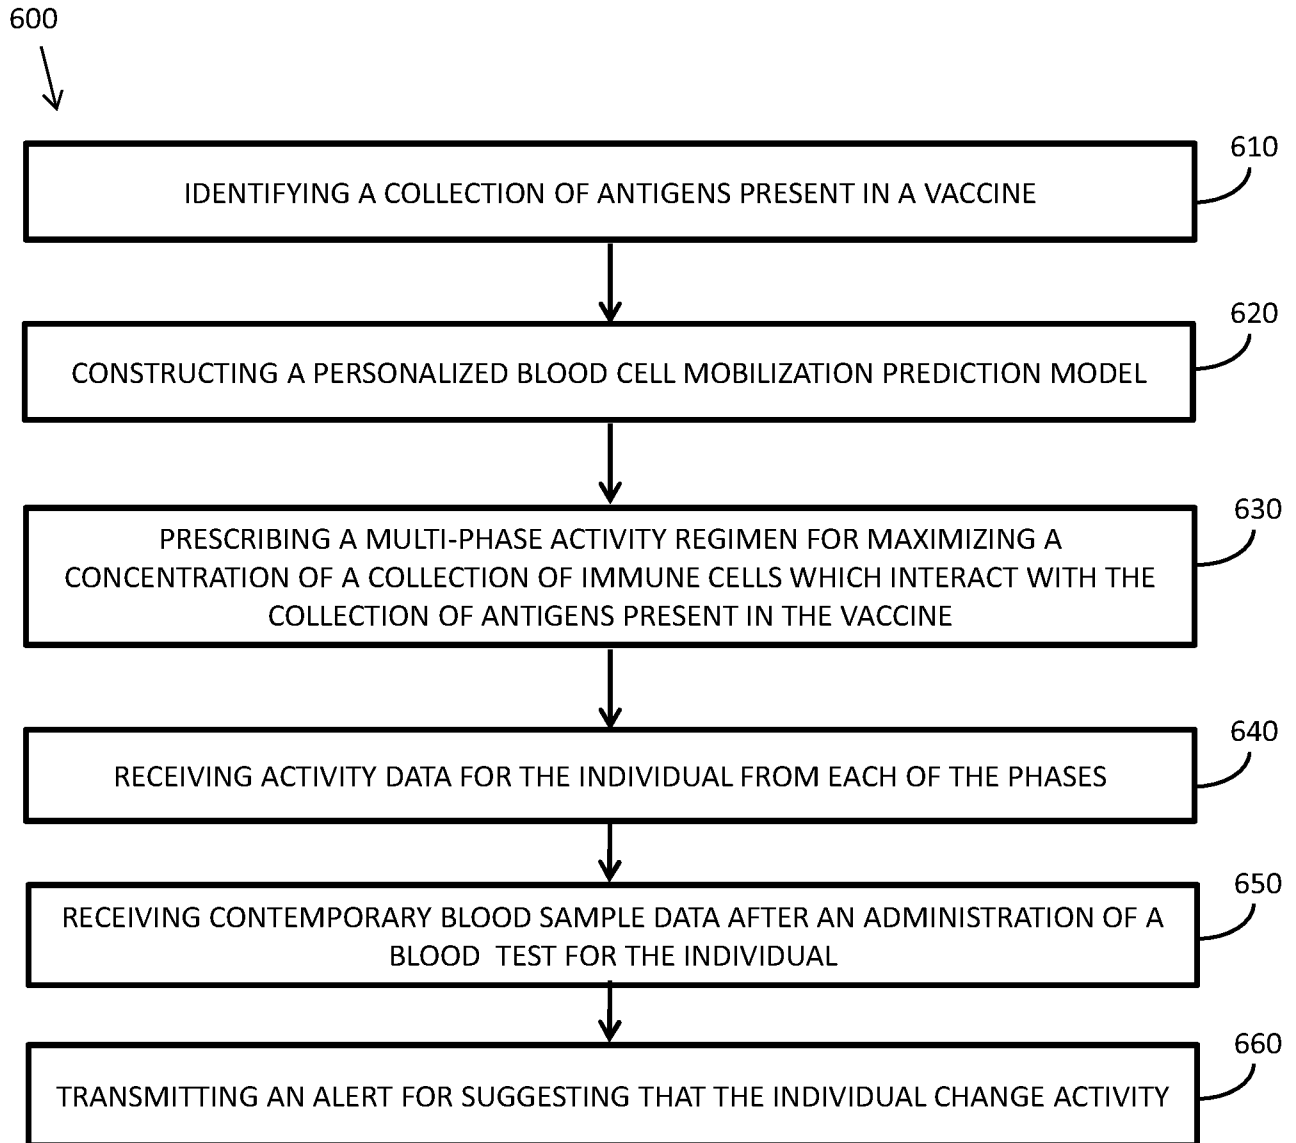 600
610
IDENTIFYING A COLLECTION OF ANTIGENS PRESENT IN A VACCINE
620
CONSTRUCTING A PERSONALIZED BLOOD CELL MOBILIZATION PREDICTION MODEL
630
PRESCRIBING A MULTI-PHASE ACTIVITY REGIMEN FOR MAXIMIZING A
CONCENTRATION OF A COLLECTION OF IMMUNE CELLS WHICH INTERACT WITH THE
COLLECTION OF ANTIGENS PRESENT IN THE VACCINE
640
RECEIVING ACTIVITY DATA FOR THE INDIVIDUAL FROM EACH OF THE PHASES
650
RECEIVING CONTEMPORARY BLOOD SAMPLE DATA AFTER AN ADMINISTRATION OF A
BLOOD TEST FOR THE INDIVIDUAL
660
TRANSMITTING AN ALERT FOR SUGGESTING THAT THE INDIVIDUAL CHANGE ACTIVITY